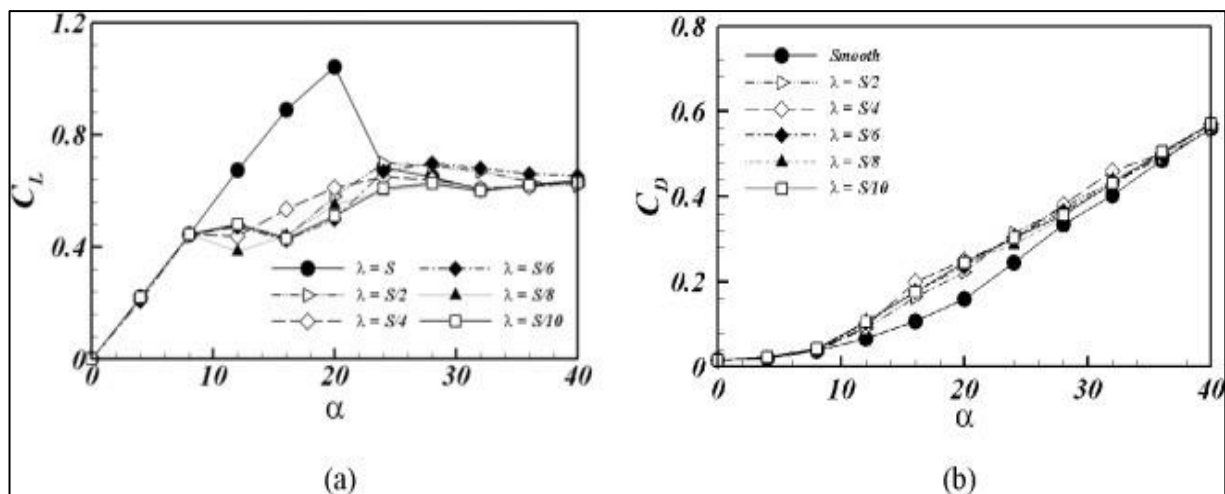 1.2
0.8
0.4
0
C_L
0
10
20
30
40
α
λ = S
λ = S/2
λ = S/4
λ = S/6
λ = S/8
λ = S/10
(a)
0.8
0.6
0.4
0.2
0
C_D
0
10
20
30
40
α
Smooth
λ = S/2
λ = S/4
λ = S/6
λ = S/8
λ = S/10
(b)